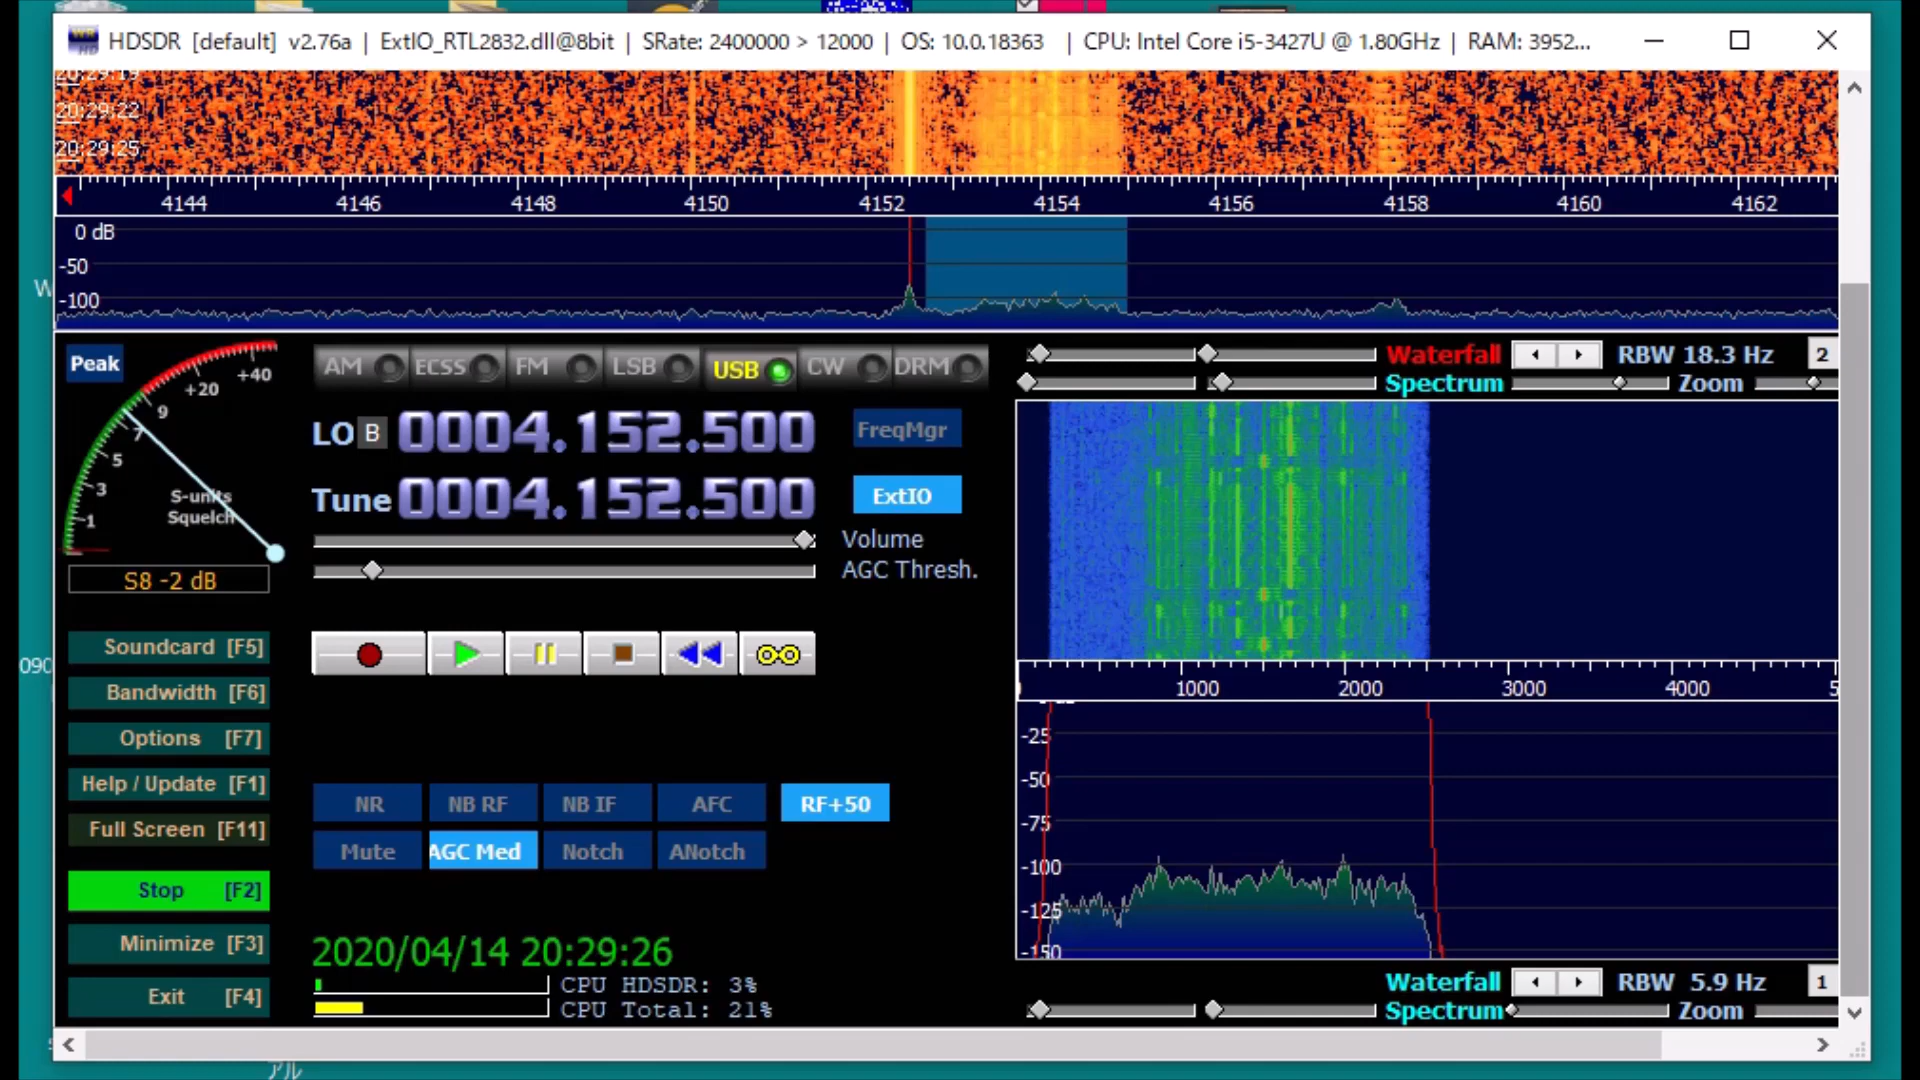 HDSDR [default] v2.76a | ExtIO_RTL2832.dll@8bit | SRate: 2400000 > 12000 | OS: 10.0.18363 | CPU: Intel Core i5-3427U @ 1.80GHz | RAM: 3952...
20:29:19
20:29:22
20:29:25
4144 4146 4148 4150 4152 4154 4156 4158 4160 4162
0 dB
-50
-100
Peak
1 3 5 7 9 +20 +40
S-units
Squelch
S8 -2 dB
AM ECSS FM LSB USB CW DRM
LO B 0004.152.500 FreqMgr
Tune 0004.152.500 ExtIO
Volume
AGC Thresh.
Soundcard [F5]
Bandwidth [F6]
Options [F7]
Help / Update [F1]
Full Screen [F11]
Stop [F2]
Minimize [F3]
Exit [F4]
NR NB RF NB IF AFC RF+50
Mute AGC Med Notch ANotch
2020/04/14 20:29:26
CPU HDSDR: 3%
CPU Total: 21%
Waterfall RBW 18.3 Hz 2
Spectrum Zoom
1000 2000 3000 4000 5
-25
-50
-75
-100
-125
-150
Waterfall RBW 5.9 Hz 1
Spectrum Zoom
W
090
アル